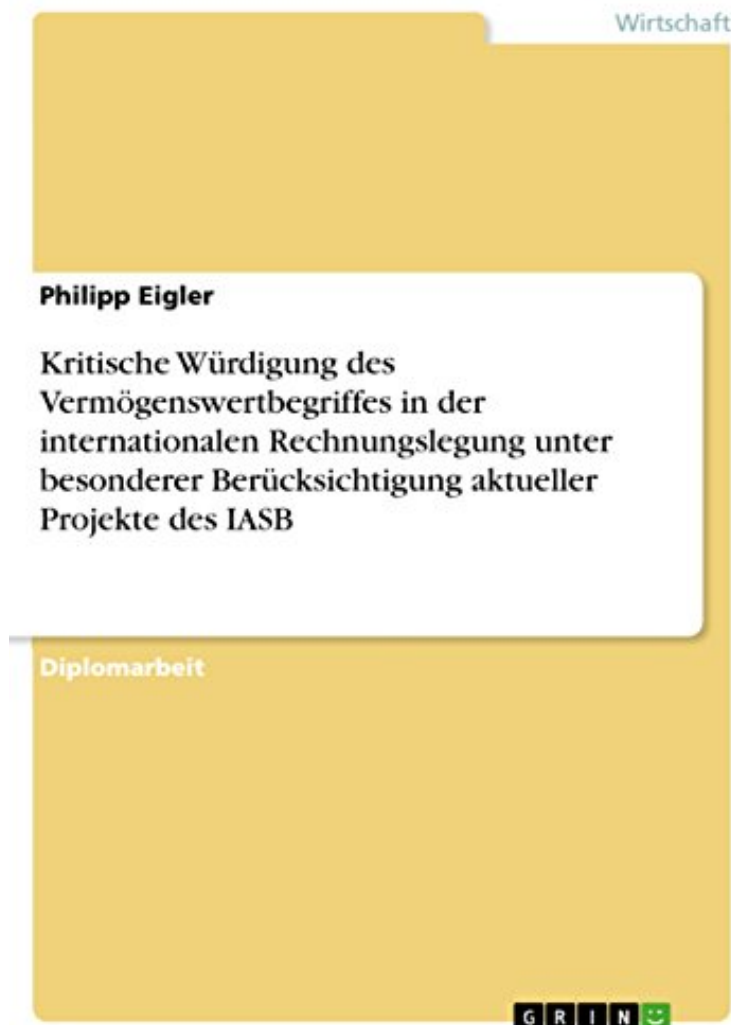 Wirtschaft
Philipp Eigler
Kritische Würdigung des
Vermögenswertbegriffes in der
internationalen Rechnungslegung unter
besonderer Berücksichtigung aktueller
Projekte des IASB
Diplomarbeit
GRIN